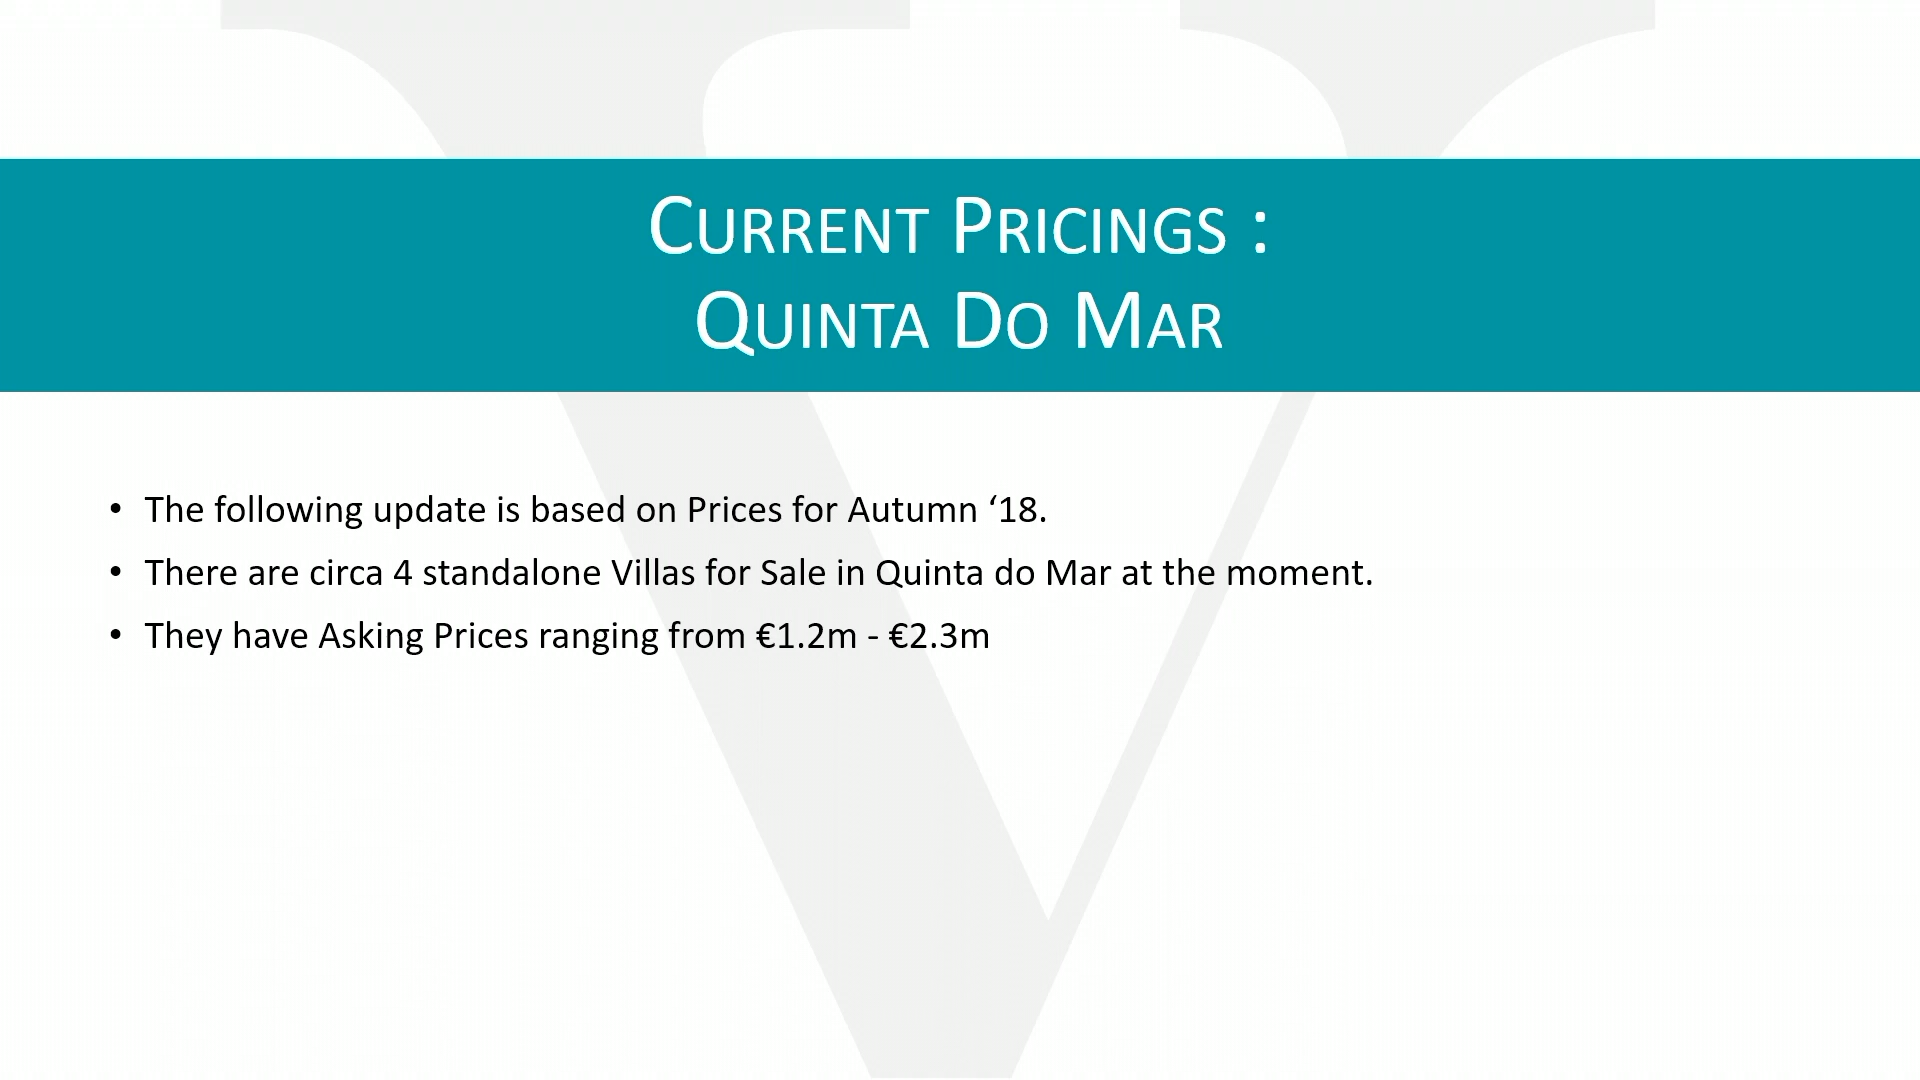 Current Pricings :
Quinta Do Mar
• The following update is based on Prices for Autumn ‘18.
• There are circa 4 standalone Villas for Sale in Quinta do Mar at the moment.
• They have Asking Prices ranging from €1.2m - €2.3m